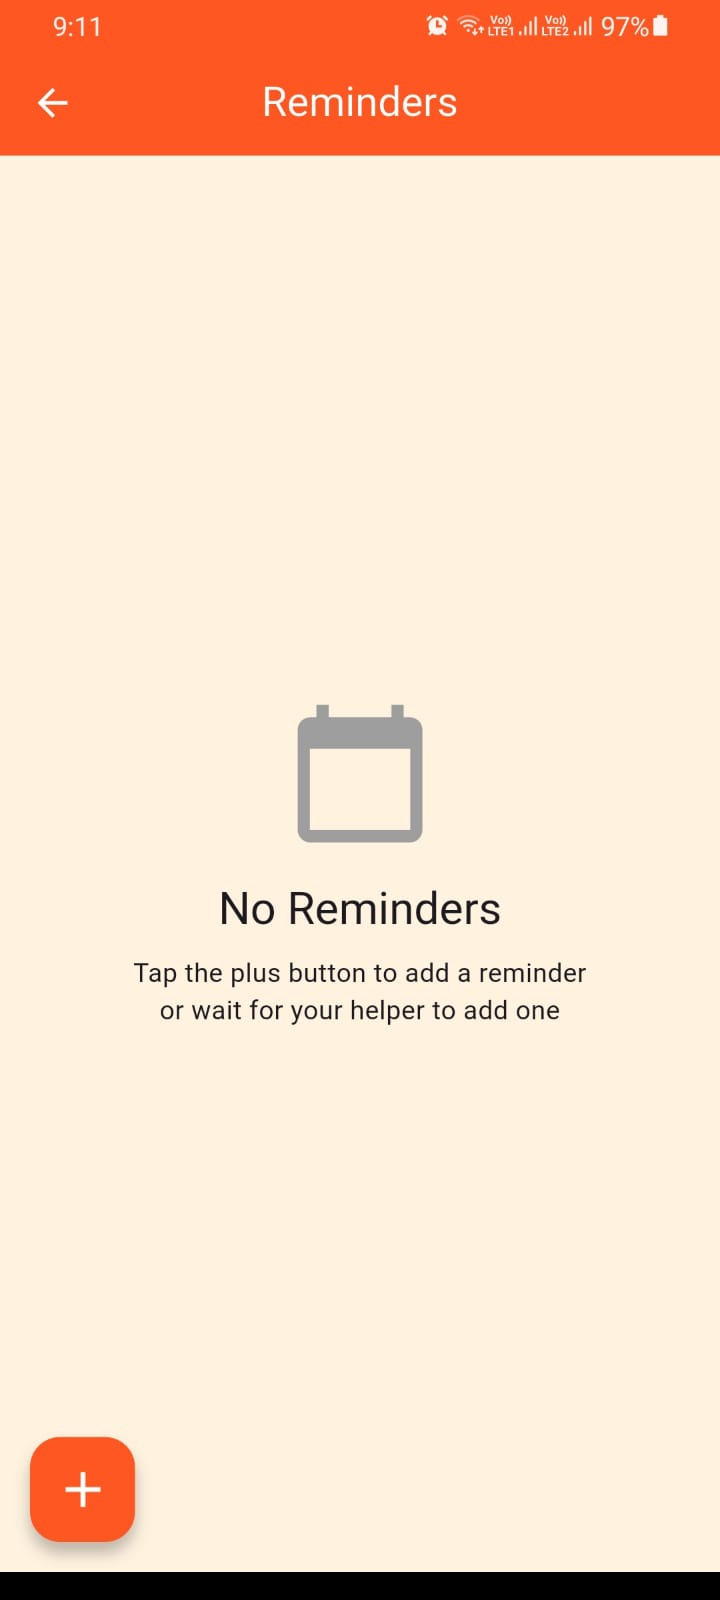 9:11 Vo)) LTE1 Vo)) LTE2 97%
Reminders
No Reminders
Tap the plus button to add a reminder
or wait for your helper to add one